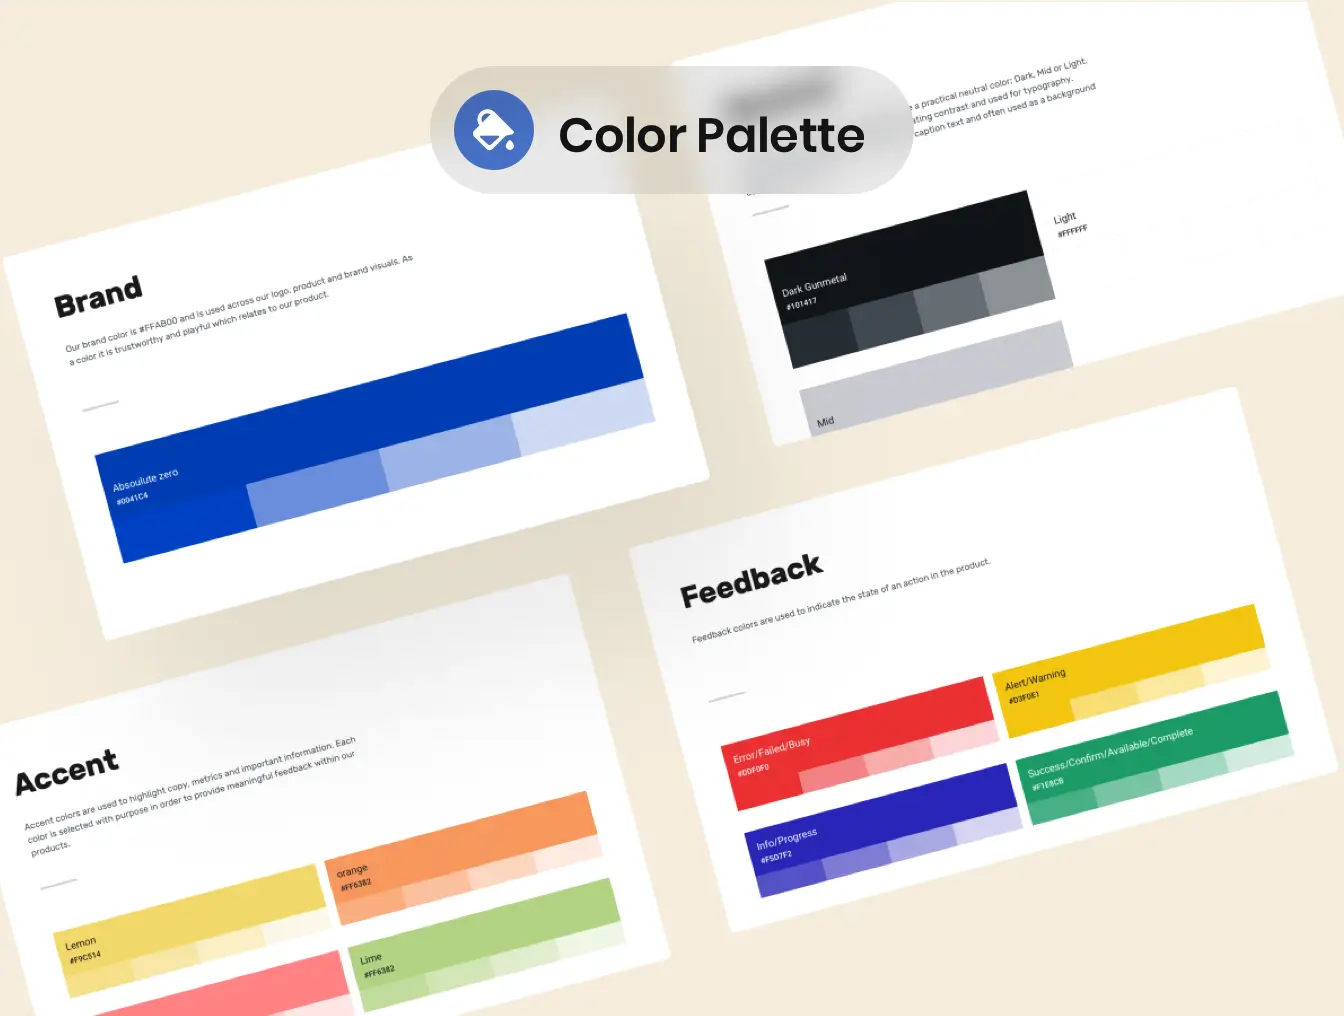 Color Palette
Brand
Our brand color is #FFAB00 and is used across our logo, product and brand visuals. As
a color it is trustworthy and playful which relates to our product.
Absoulute zero
#0041C4
e a practical neutral color; Dark, Mid or Light.
ating contrast and used for typography.
caption text and often used as a background
Dark Gunmetal
#101417
Light
#FFFFFF
Mid
Feedback
Feedback colors are used to indicate the state of an action in the product.
Error/Failed/Busy
#DDF0F0
Alert/Warning
#D3F0E1
Info/Progress
#F5D7F2
Success/Confirm/Available/Complete
#F1E8CB
Accent
Accent colors are used to highlight copy, metrics and important information. Each
color is selected with purpose in order to provide meaningful feedback within our
products.
Lemon
#F9C514
orange
#FF6382
Lime
#FF6382